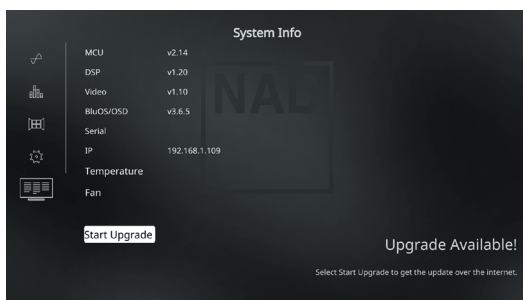 System Info
MCU v2.14
DSP v1.20
Video v1.10
BluOS/OSD v3.6.5
Serial
IP 192.168.1.109
Temperature
Fan
Start Upgrade
NAD
Upgrade Available!
Select Start Upgrade to get the update over the internet.